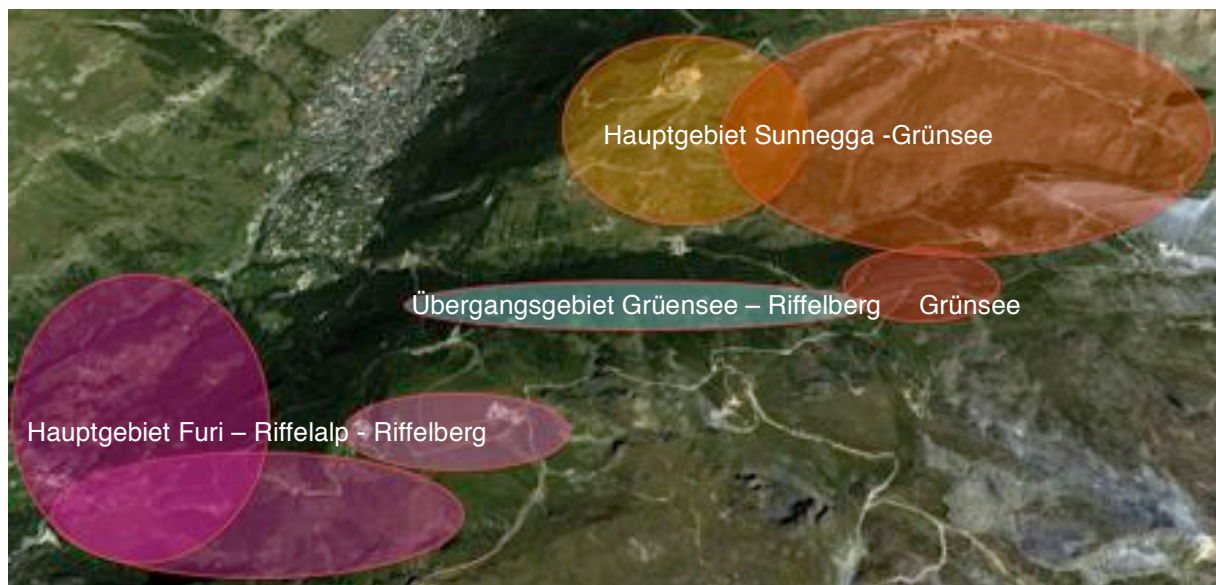 Hauptgebiet Sunnegga -Grünsee
Übergangsgebiet Grüensee – Riffelberg
Grünsee
Hauptgebiet Furi – Riffelalp - Riffelberg